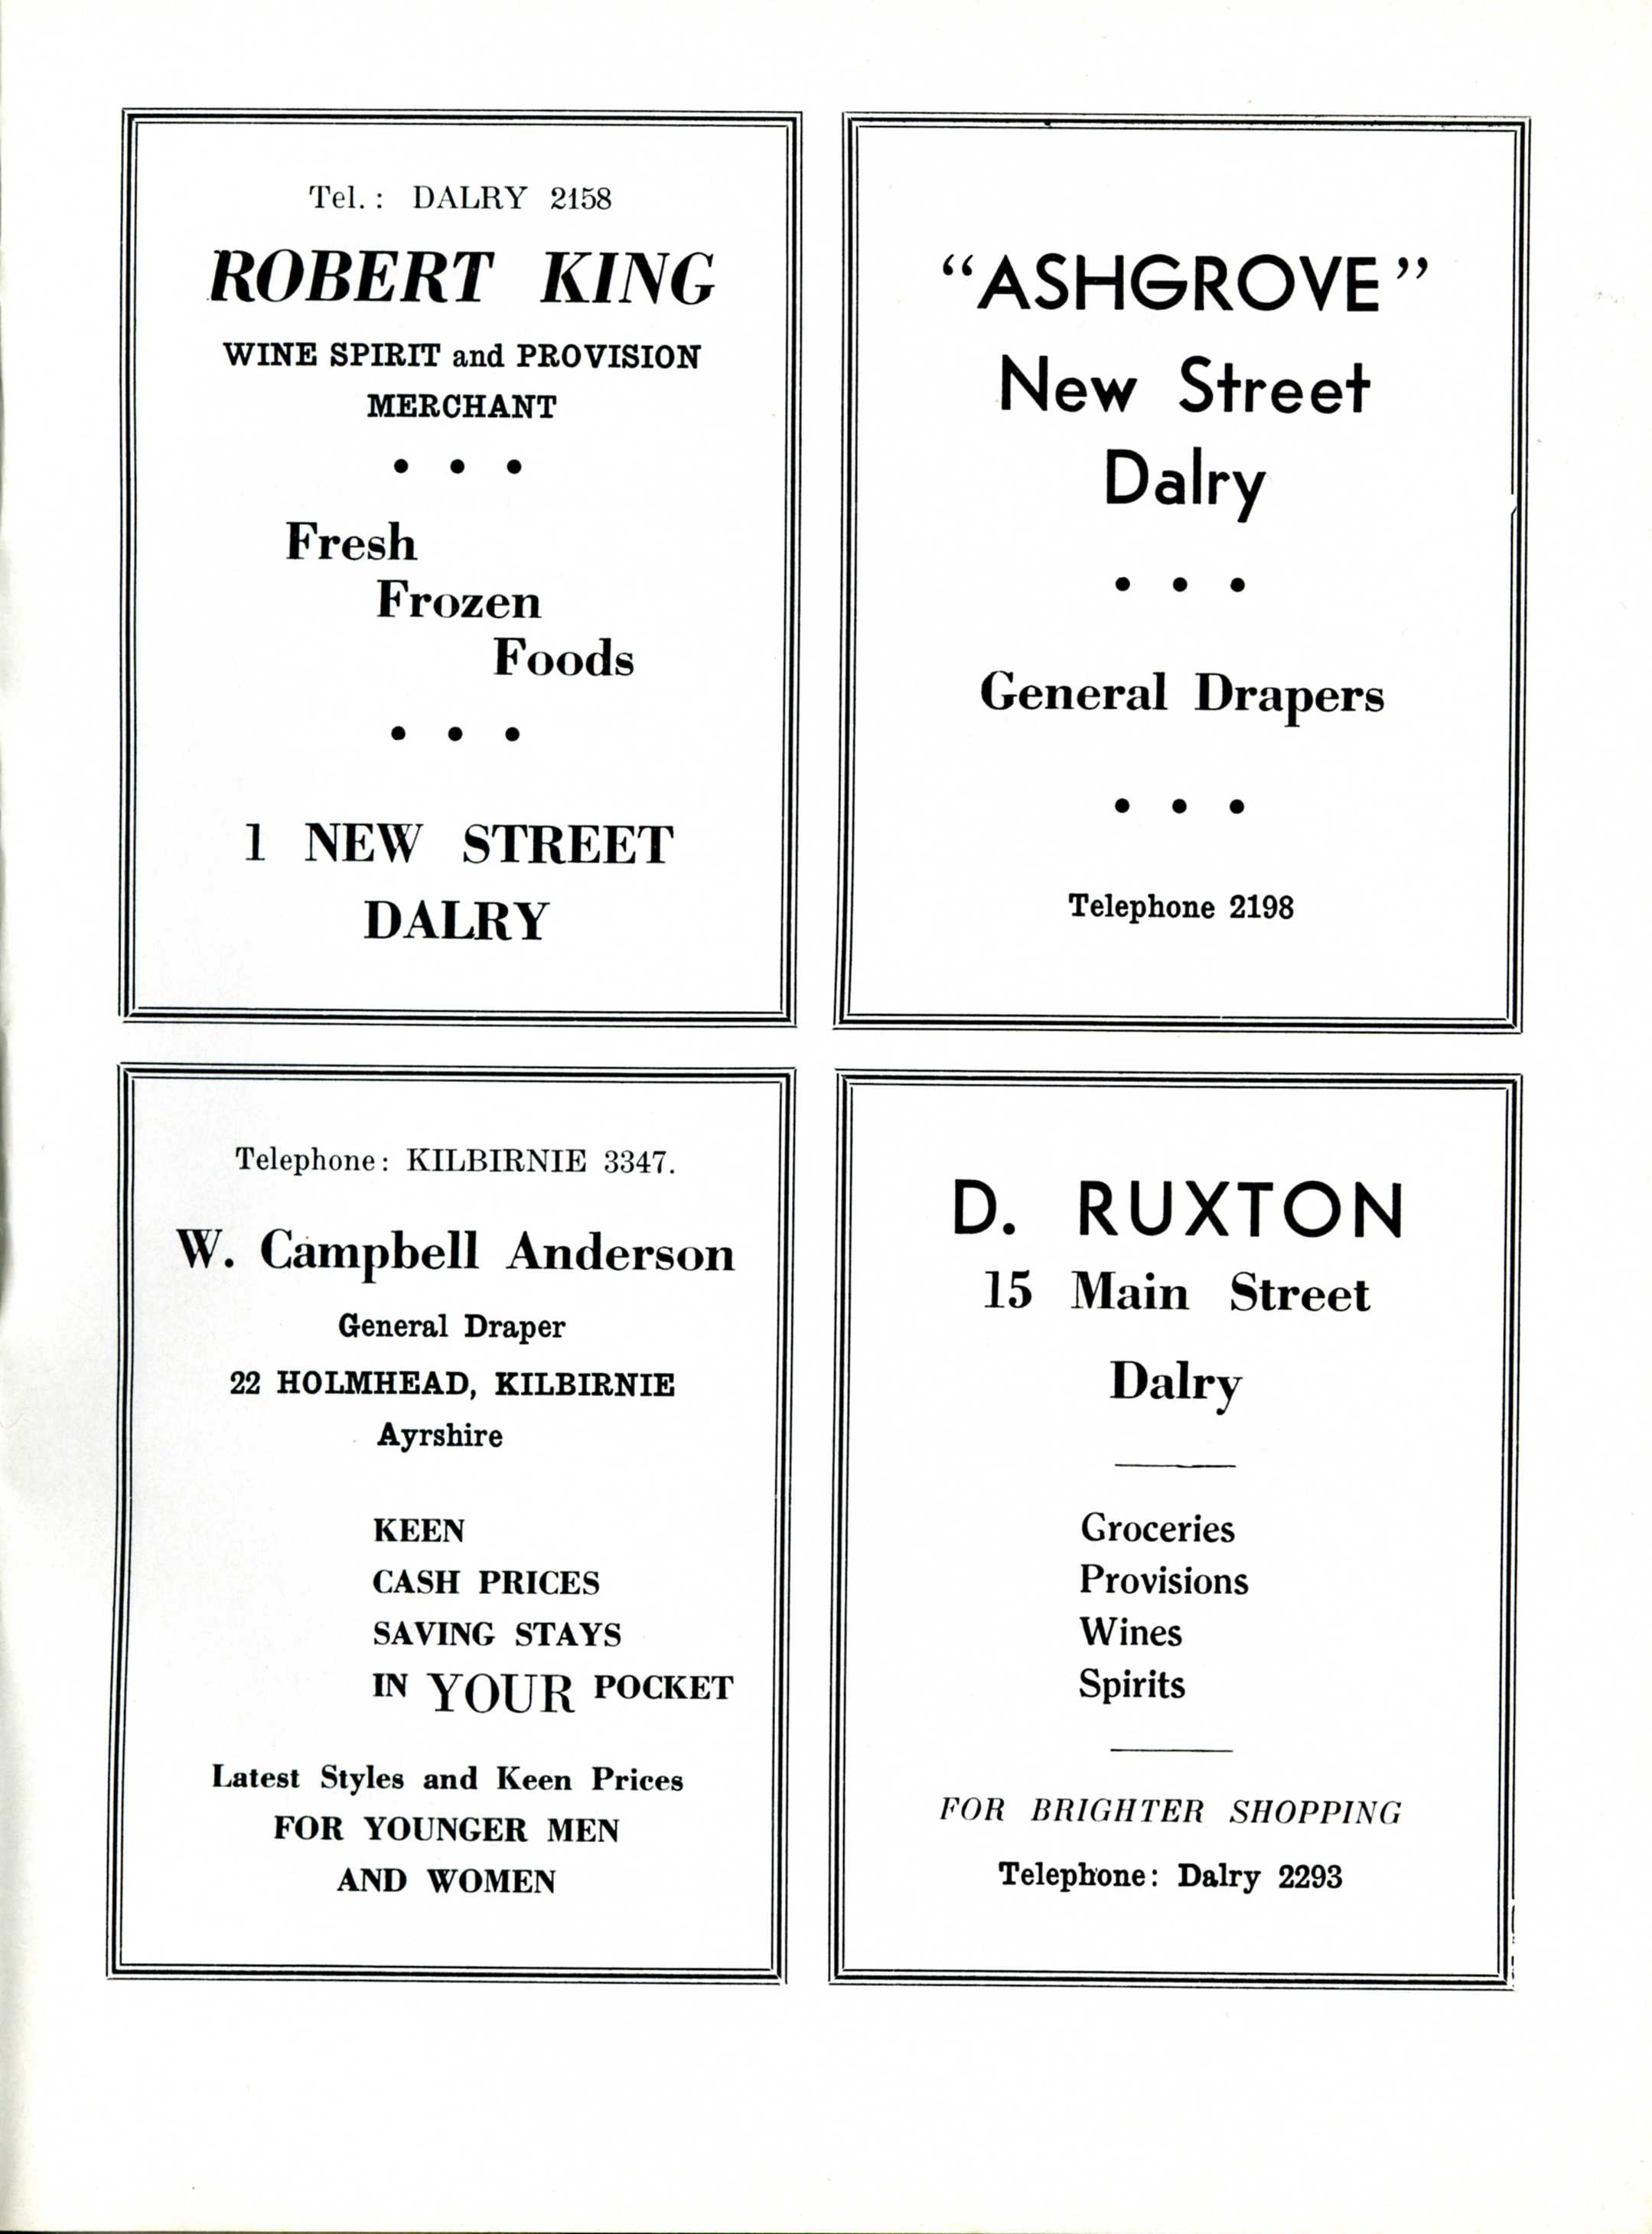 Tel. : DALRY 2158
ROBERT KING
WINE SPIRIT and PROVISION
MERCHANT
• • •
Fresh
Frozen
Foods
• • •
1 NEW STREET
DALRY
"ASHGROVE"
New Street
Dalry
• • •
General Drapers
• • •
Telephone 2198
Telephone: KILBIRNIE 3347.
W. Campbell Anderson
General Draper
22 HOLMHEAD, KILBIRNIE
Ayrshire
KEEN
CASH PRICES
SAVING STAYS
IN YOUR POCKET
Latest Styles and Keen Prices
FOR YOUNGER MEN
AND WOMEN
D. RUXTON
15 Main Street
Dalry
Groceries
Provisions
Wines
Spirits
FOR BRIGHTER SHOPPING
Telephone: Dalry 2293